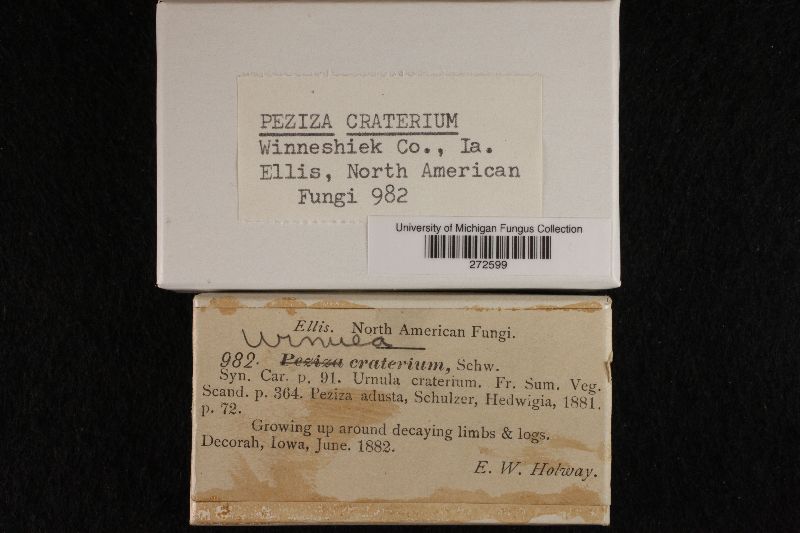 PEZIZA CRATERIUM
Winneshiek Co., Ia.
Ellis, North American
Fungi 982
University of Michigan Fungus Collection
272599
Ellis. North American Fungi.
Urnula
982. Peziza craterium, Schw.
Syn. Car. p. 91. Urnula craterium. Fr. Sum. Veg.
Scand. p. 364. Peziza adusta, Schulzer, Hedwigia, 1881.
p. 72.
Growing up around decaying limbs & logs.
Decorah, Iowa, June. 1882.
E. W. Holway.